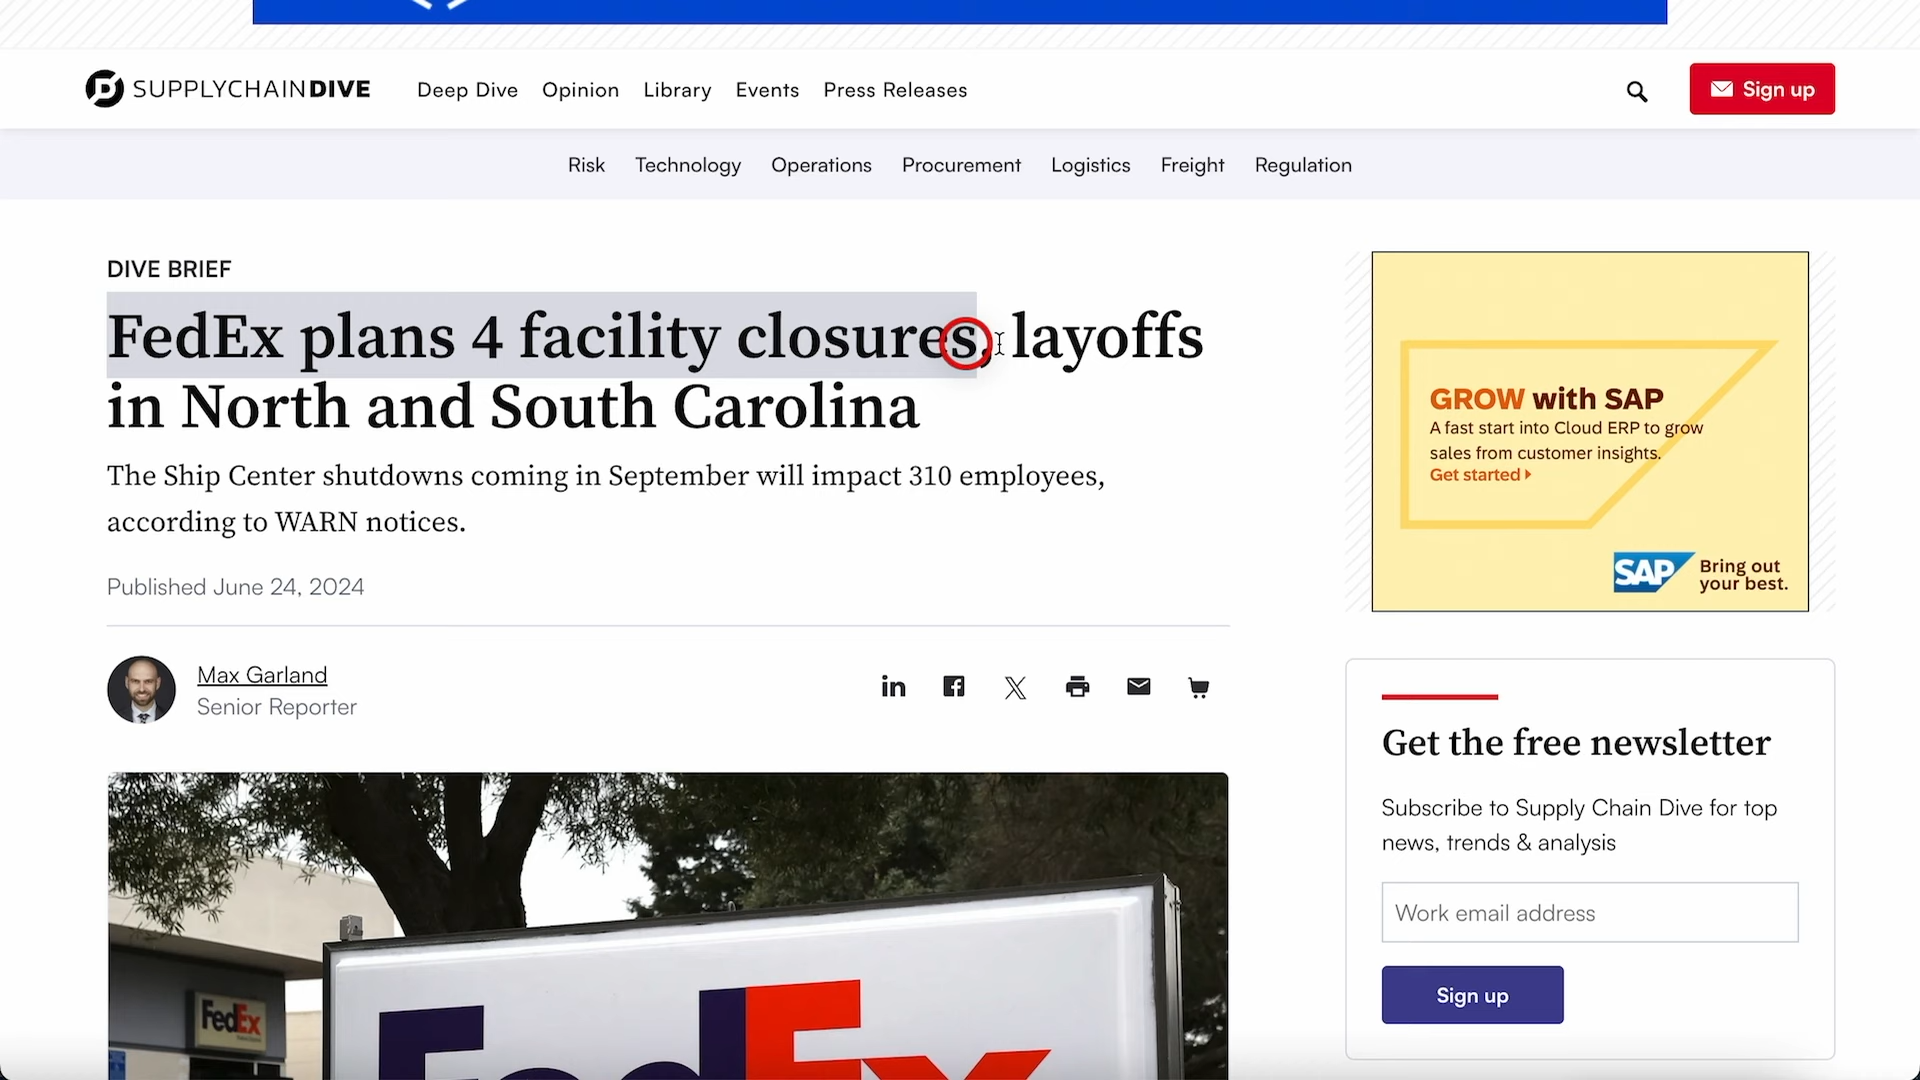 SUPPLYCHAINDIVE
Deep Dive Opinion Library Events Press Releases
Sign up
Risk Technology Operations Procurement Logistics Freight Regulation
DIVE BRIEF
FedEx plans 4 facility closures, layoffs
in North and South Carolina
The Ship Center shutdowns coming in September will impact 310 employees,
according to WARN notices.
Published June 24, 2024
Max Garland
Senior Reporter
FedEx
FedEx
GROW with SAP
A fast start into Cloud ERP to grow
sales from customer insights.
Get started
SAP
Bring out
your best.
Get the free newsletter
Subscribe to Supply Chain Dive for top
news, trends & analysis
Work email address
Sign up